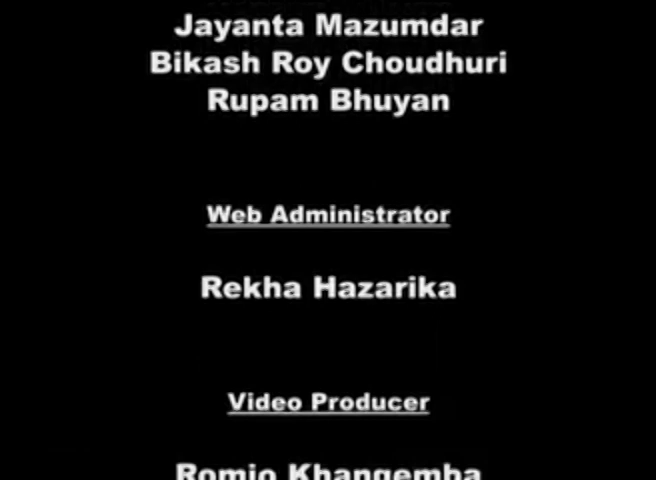 Jayanta Mazumdar
Bikash Roy Choudhuri
Rupam Bhuyan
Web Administrator
Rekha Hazarika
Video Producer
Romio Khangemba